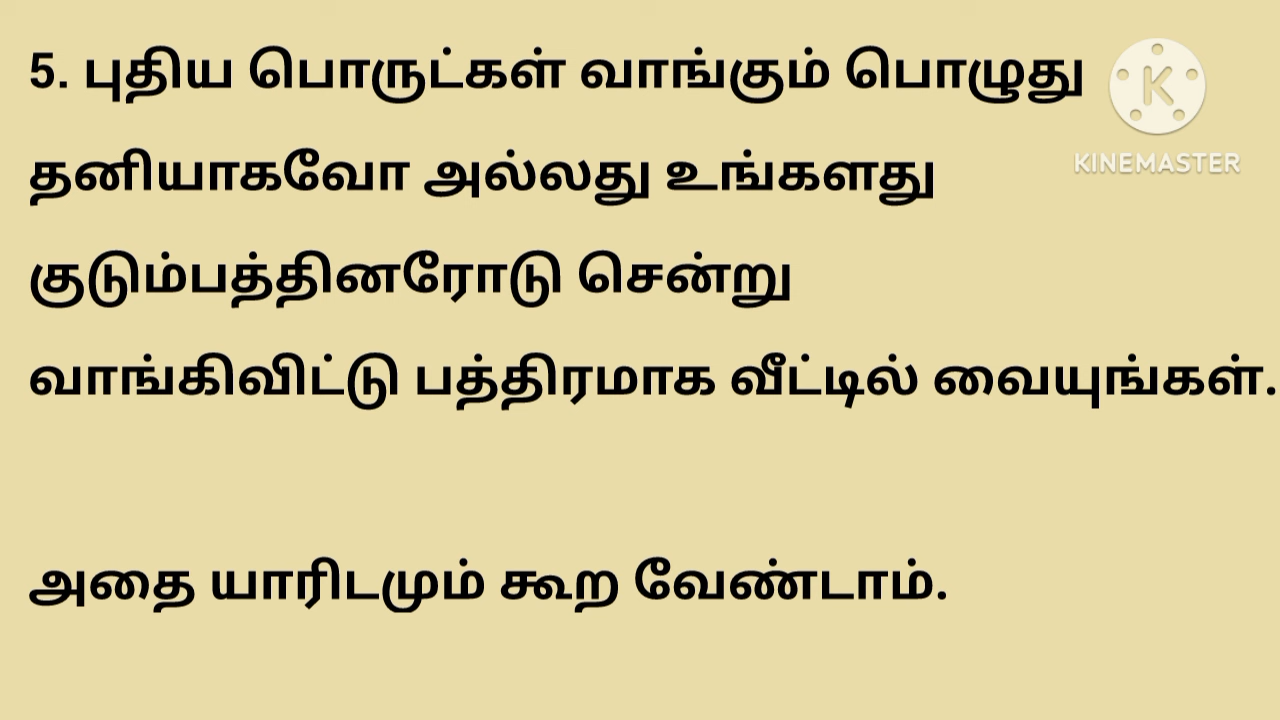 5. புதிய பொருட்கள் வாங்கும் பொழுது
தனியாகவோ அல்லது உங்களது
குடும்பத்தினரோடு சென்று
வாங்கிவிட்டு பத்திரமாக வீட்டில் வையுங்கள்.
அதை யாரிடமும் கூற வேண்டாம்.
K
KINEMASTER